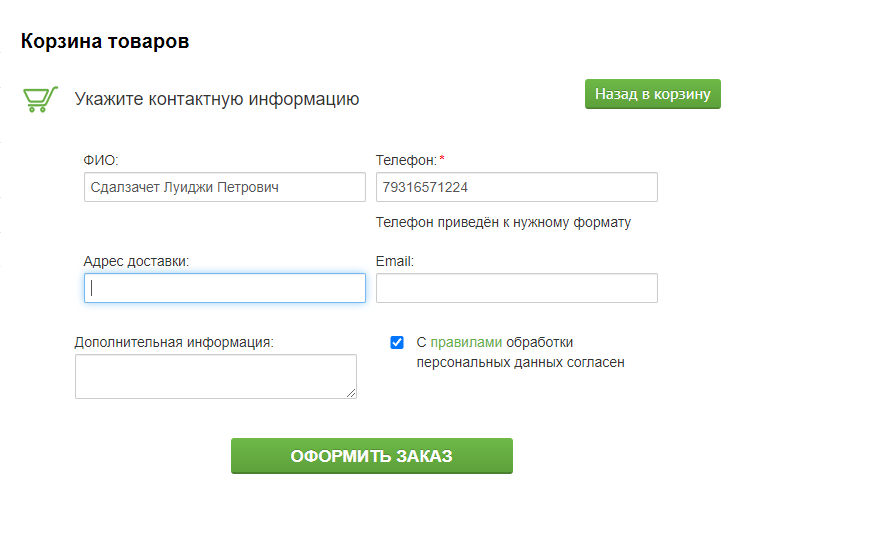 Корзина товаров
Укажите контактную информацию
Назад в корзину
ФИО:
Телефон:*
Сдалзачет Луиджи Петрович
79316571224
Телефон приведён к нужному формату
Адрес доставки:
Email:
Дополнительная информация:
С правилами обработки
персональных данных согласен
ОФОРМИТЬ ЗАКАЗ